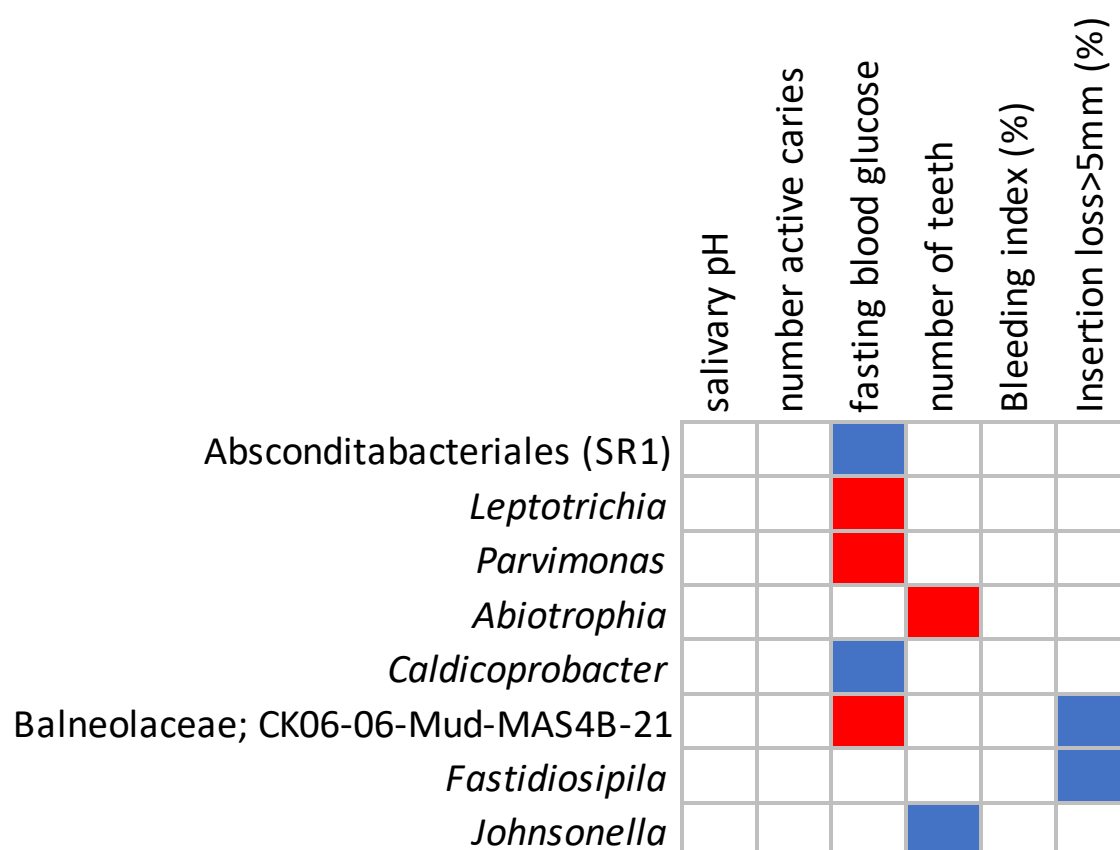 salivary pH
number active caries
fasting blood glucose
number of teeth
Bleeding index (%)
Insertion loss>5mm (%)
Absconditabacteriales (SR1)
Leptotrichia
Parvimonas
Abiotrophia
Caldicoprobacter
Balneolaceae; CK06-06-Mud-MAS4B-21
Fastidiosipila
Johnsonella